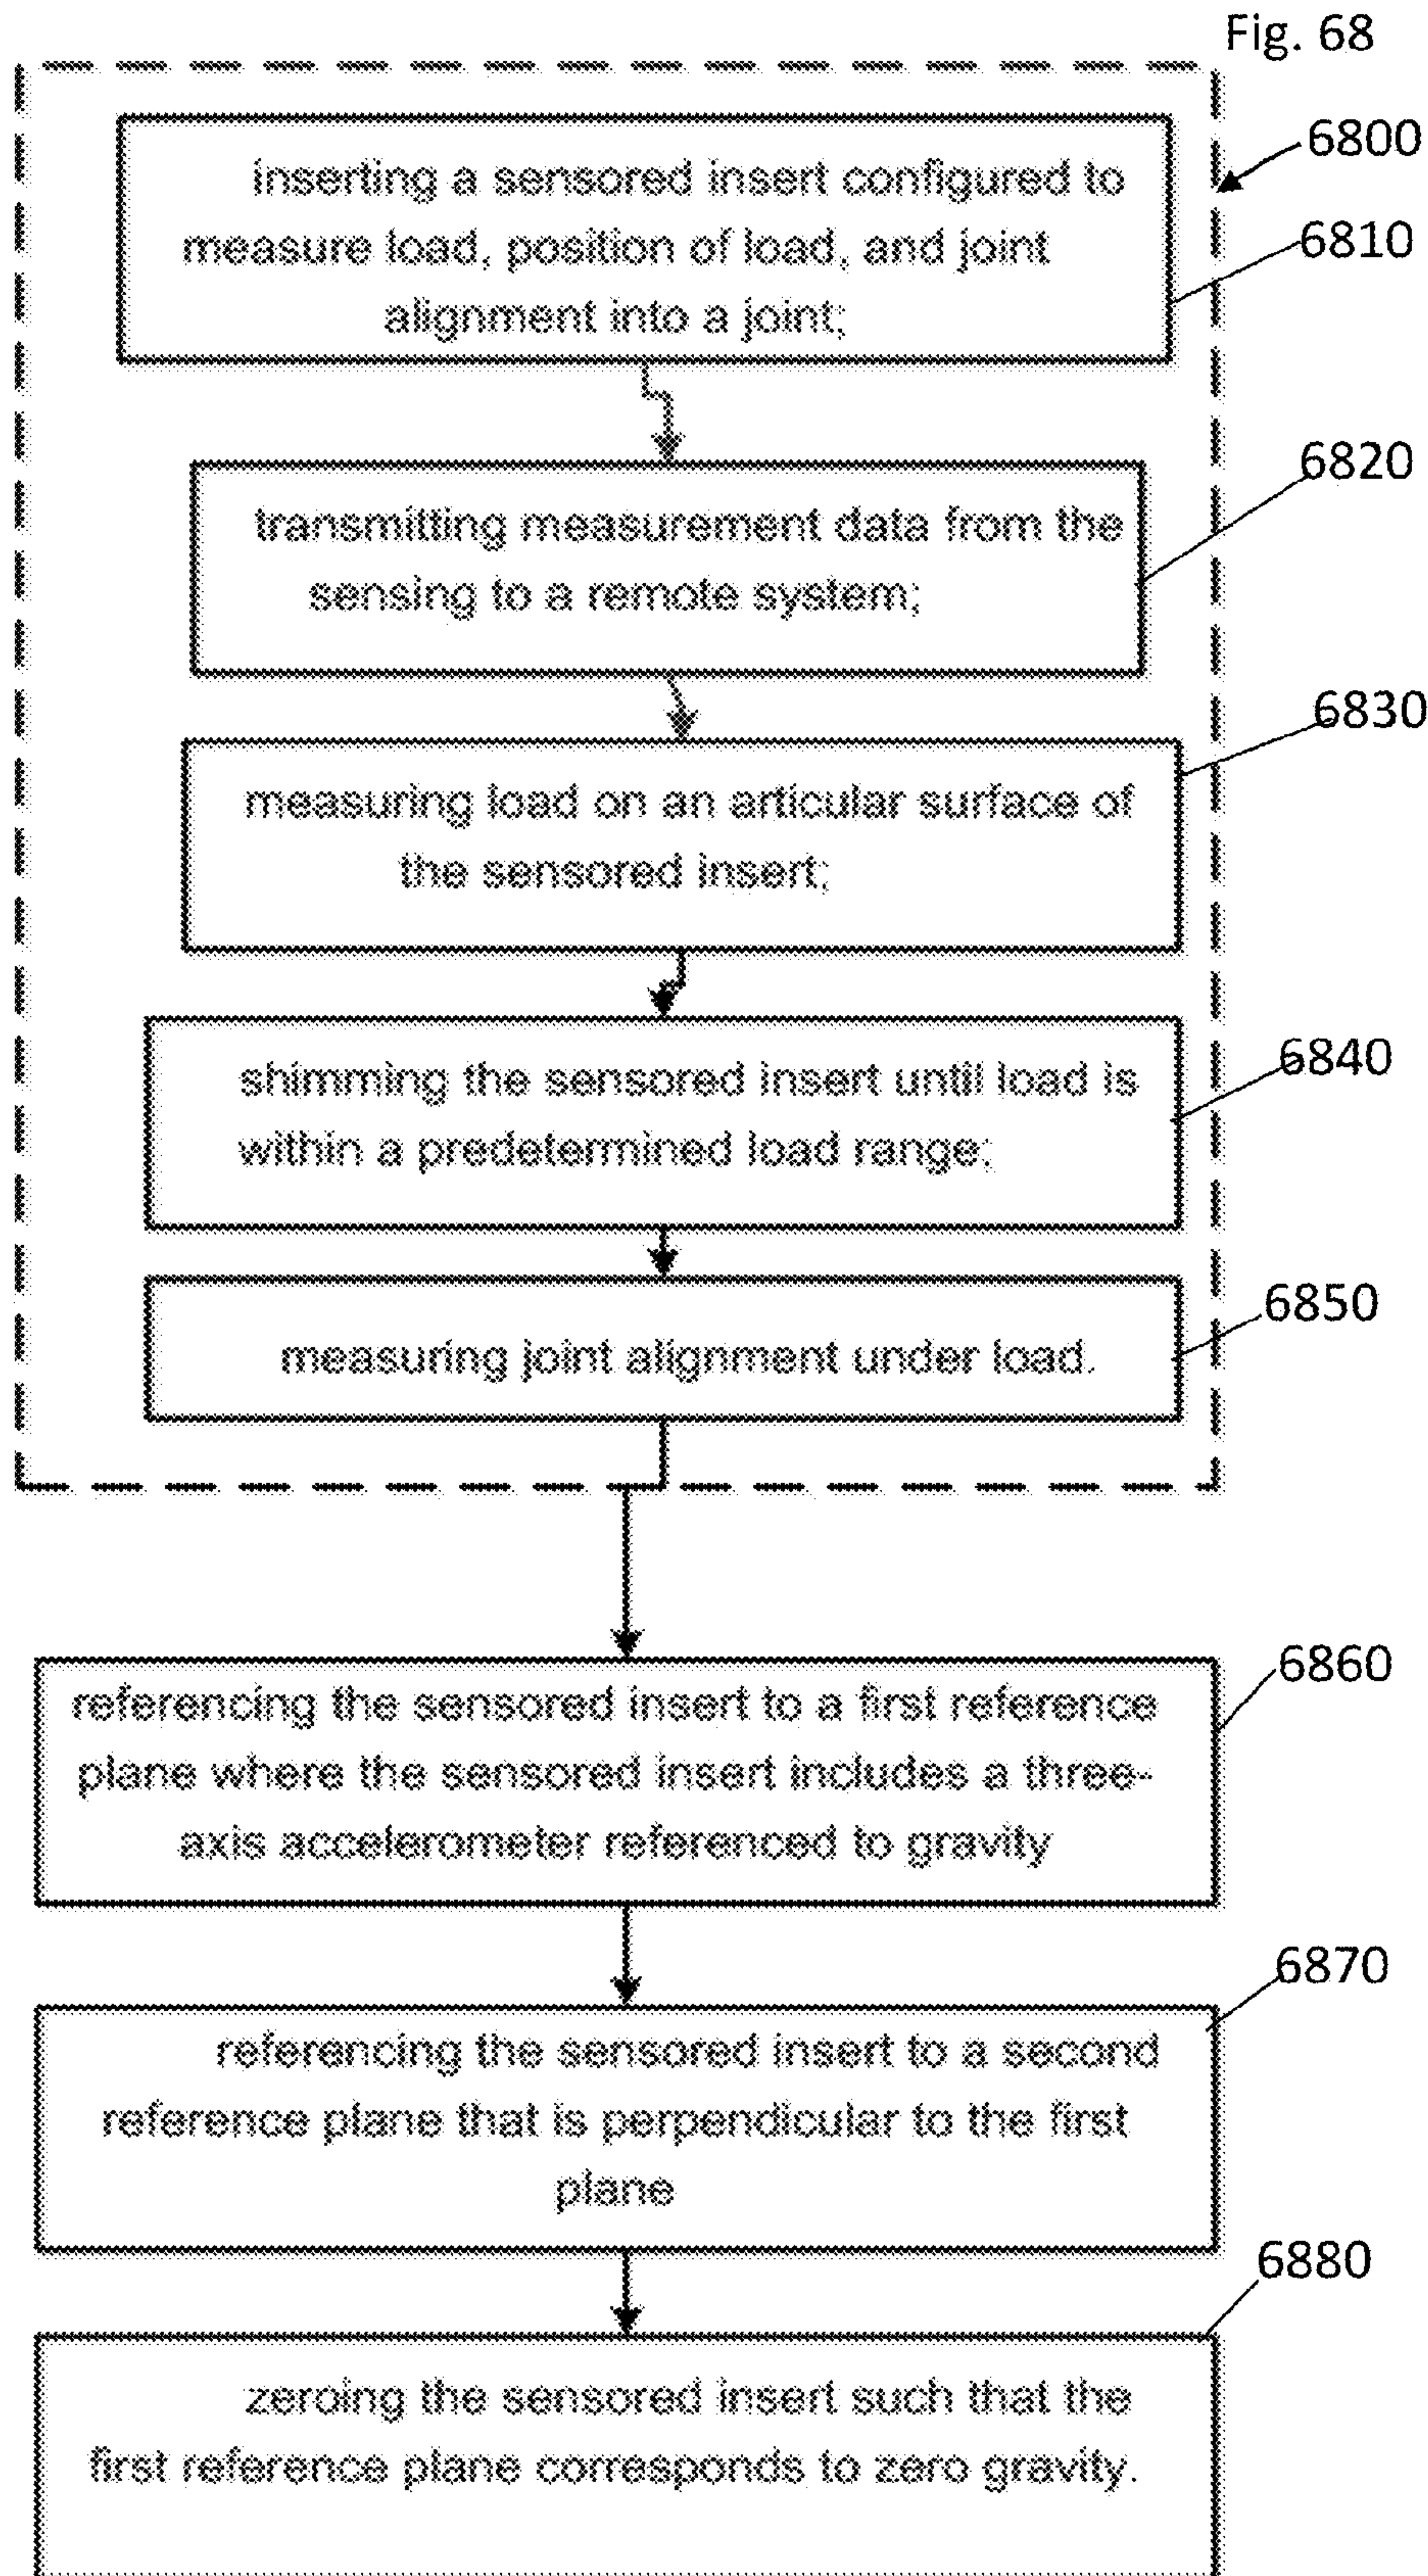 Fig. 68
6800
inserting a sensored insert configured to
measure load, position of load, and joint
alignment into a joint;
6810
transmitting measurement data from the
sensing to a remote system;
6820
measuring load on an articular surface of
the sensored insert;
6830
shimming the sensored insert until load is
within a predetermined load range;
6840
measuring joint alignment under load.
6850
referencing the sensored insert to a first reference
plane where the sensored insert includes a three-
axis accelerometer referenced to gravity
6860
referencing the sensored insert to a second
reference plane that is perpendicular to the first
plane
6870
zeroing the sensored insert such that the
first reference plane corresponds to zero gravity.
6880